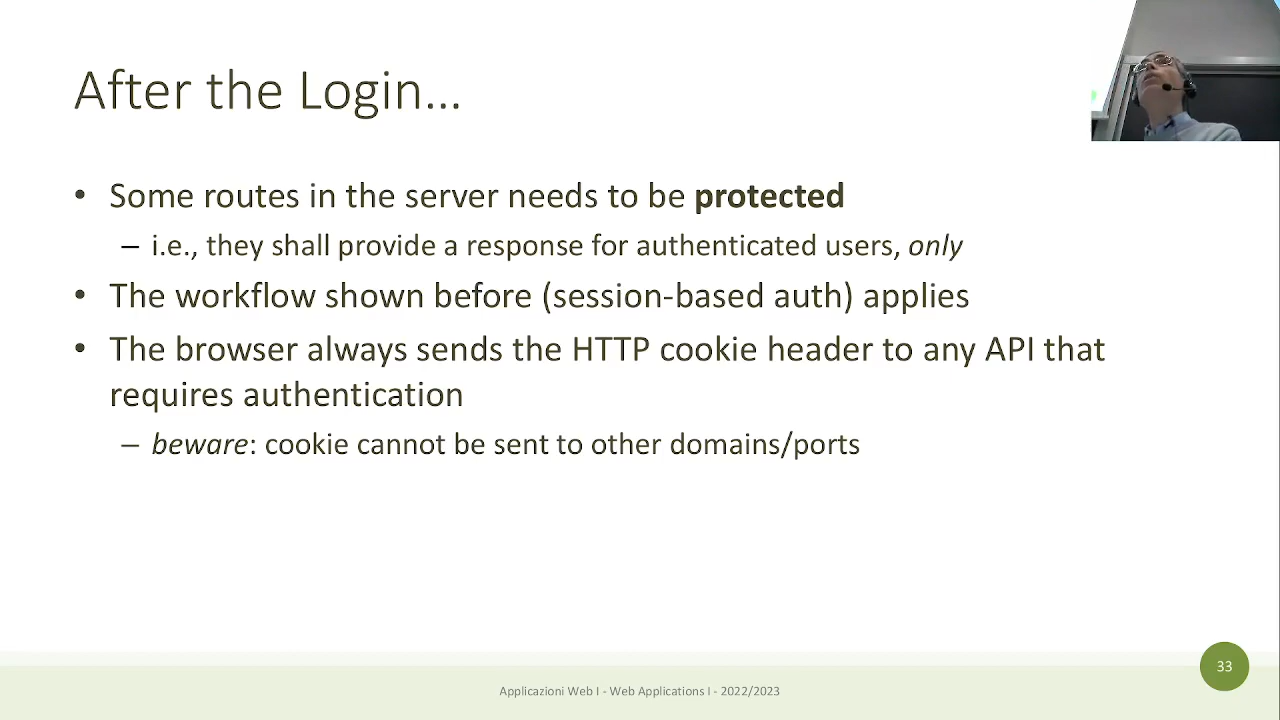 After the Login...
• Some routes in the server needs to be protected
– i.e., they shall provide a response for authenticated users, only
• The workflow shown before (session-based auth) applies
• The browser always sends the HTTP cookie header to any API that
requires authentication
– beware: cookie cannot be sent to other domains/ports
33
Applicazioni Web I - Web Applications I - 2022/2023